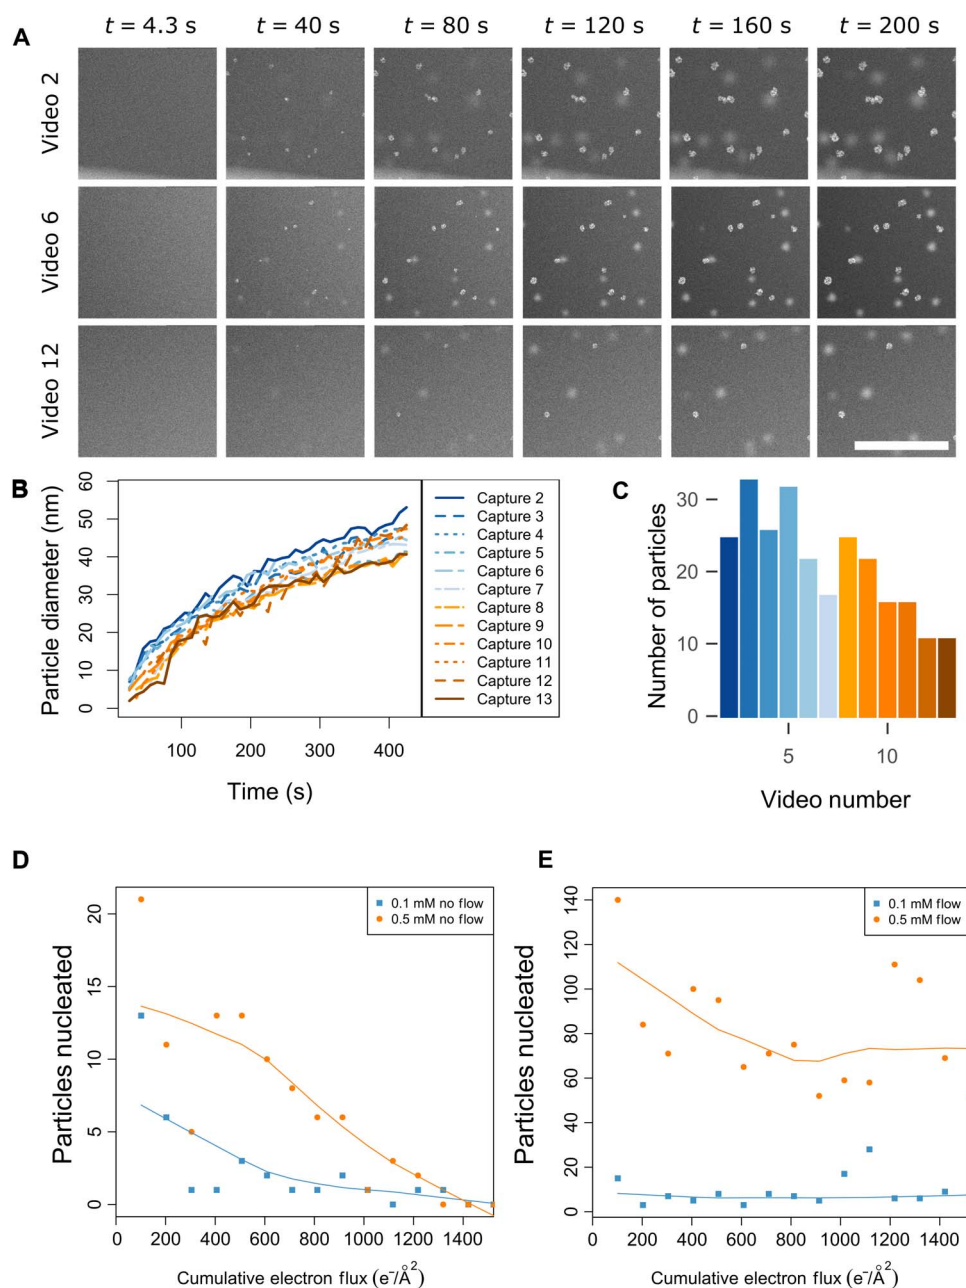 A
t = 4.3 s
t = 40 s
t = 80 s
t = 120 s
t = 160 s
t = 200 s
Video 2
Video 6
Video 12
B
Particle diameter (nm)
60
50
40
30
20
10
0
100
200
300
400
Time (s)
Capture 2
Capture 3
Capture 4
Capture 5
Capture 6
Capture 7
Capture 8
Capture 9
Capture 10
Capture 11
Capture 12
Capture 13
C
Number of particles
30
20
10
0
5
10
Video number
D
Particles nucleated
20
15
10
5
0
0.1 mM no flow
0.5 mM no flow
0
200
400
600
800
1000
1200
1400
Cumulative electron flux (e⁻/Å²)
E
Particles nucleated
140
120
100
80
60
40
20
0
0.1 mM flow
0.5 mM flow
0
200
400
600
800
1000
1200
1400
Cumulative electron flux (e⁻/Å²)